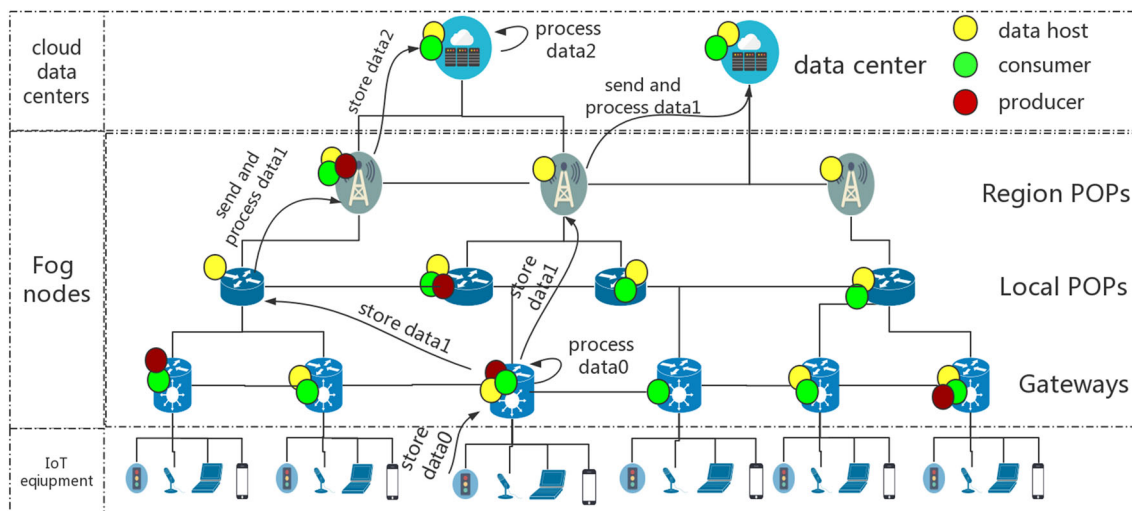 cloud
data
centers
process
data2
store data2
send and
process data1
data center
data host
consumer
producer
Fog
nodes
send and
process data1
Region POPs
store data1
store
data1
Local POPs
process
data0
Gateways
store
data0
IoT
eqiupment